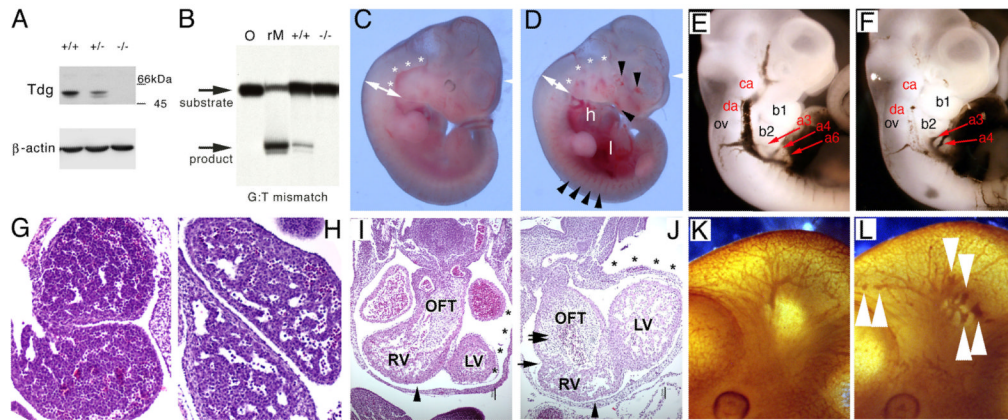 A
+/+ +/- -/-
Tdg
66kDa
45
β-actin
B
O rM +/+ -/-
substrate
product
G:T mismatch
C
* * * *
D
* * * *
h
l
E
ca
da
ov
b1
b2
a3
a4
a6
F
ca
da
ov
b1
b2
a3
a4
G
H
I
OFT
RV
LV
* * *
J
* * * *
OFT
LV
RV
K
L